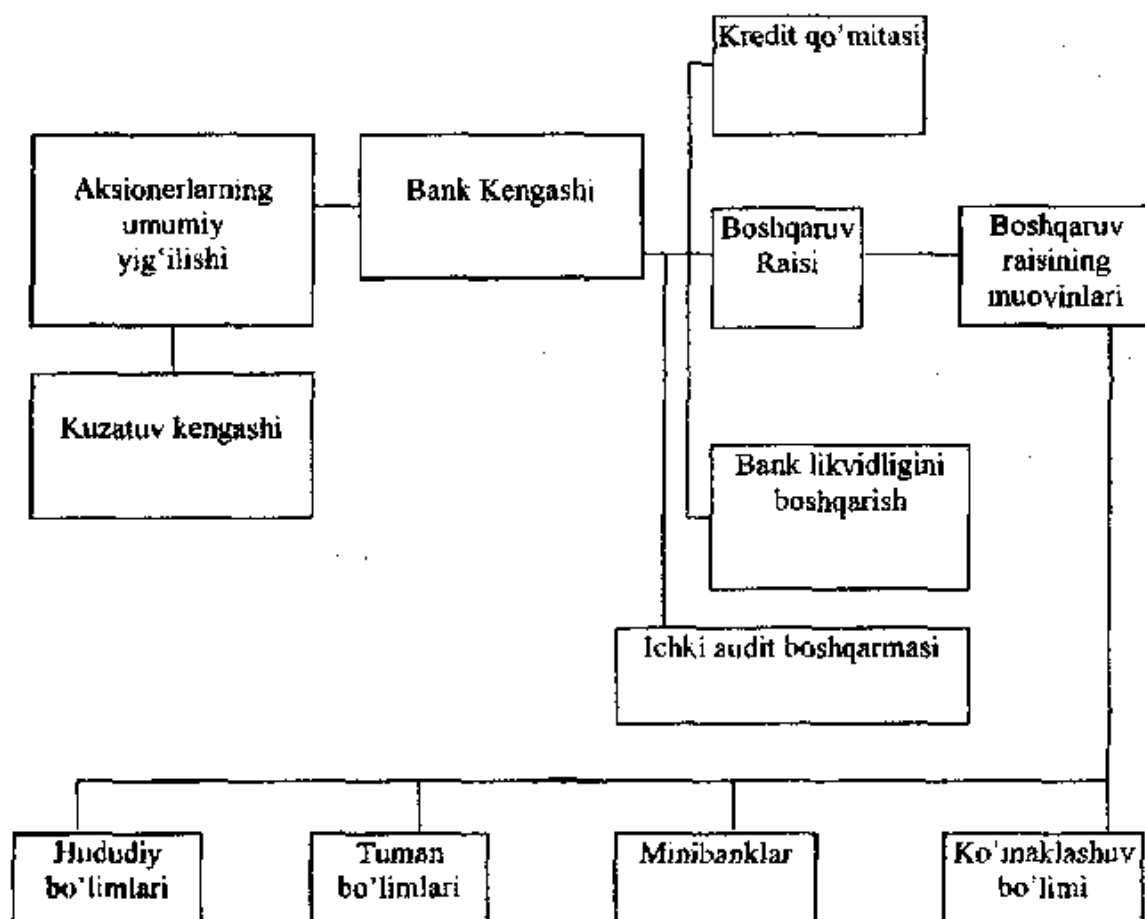 Kredit qo'mitasi
Aksionerlarning
umumiy
yig‘ilishi
Bank Kengashi
Boshqaruv
Raisi
Boshqaruv
raisining
muovinlari
Kuzatuv kengashi
Bank likvidligini
boshqarish
Ichki audit boshqarmasi
Hududiy
bo'limlari
Tuman
bo'limlari
Minibanklar
Ko'maklashuv
bo'limi